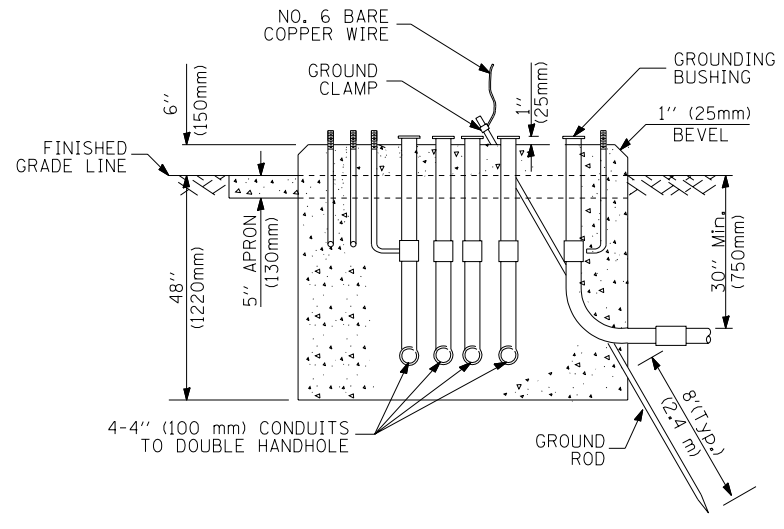 NO. 6 BARE
COPPER WIRE
GROUND
CLAMP
GROUNDING
BUSHING
1'' (25mm)
BEVEL
6''
(150mm)
1''
(25mm)
FINISHED
GRADE LINE
48''
(1220mm)
5'' APRON
(130mm)
30'' Min.
(750mm)
4-4'' (100 mm) CONDUITS
TO DOUBLE HANDHOLE
GROUND
ROD
8'(Typ.)
(2.4 m)